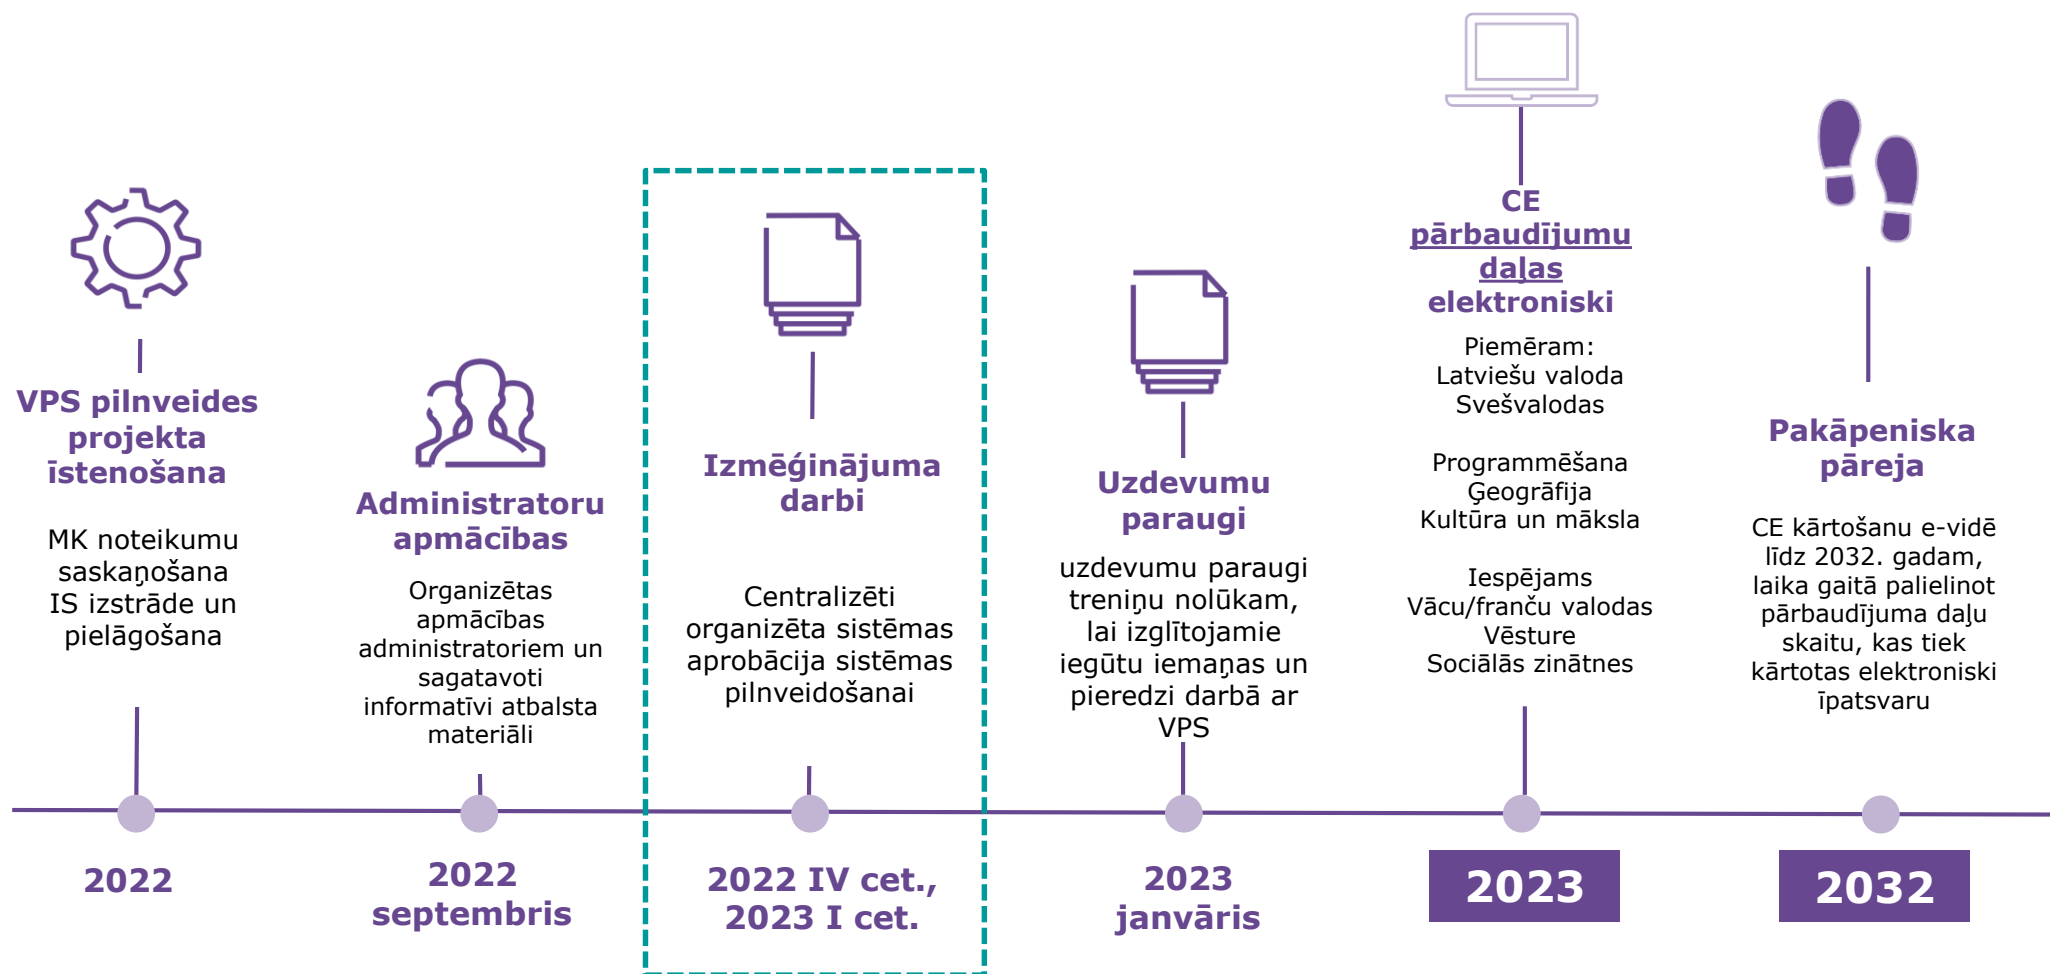 VPS pilnveides
projekta
īstenošana
MK noteikumu
saskaņošana
IS izstrāde un
pielāgošana
2022
Administratoru
apmācības
Organizētas
apmācības
administratoriem un
sagatavoti
informatīvi atbalsta
materiāli
2022
septembris
Izmēģinājuma
darbi
Centralizēti
organizēta sistēmas
aprobācija sistēmas
pilnveidošanai
2022 IV cet.,
2023 I cet.
Uzdevumu
paraugi
uzdevumu paraugi
treniņu nolūkam,
lai izglītojamie
iegūtu iemaņas un
pieredzi darbā ar
VPS
2023
janvāris
CE
pārbaudījumu
daļas
elektroniski
Piemēram:
Latviešu valoda
Svešvalodas
Programmēšana
Ģeogrāfija
Kultūra un māksla
Iespējams
Vācu/franču valodas
Vēsture
Sociālās zinātnes
2023
Pakāpeniska
pāreja
CE kārtošanu e-vidē
līdz 2032. gadam,
laika gaitā palielinot
pārbaudījuma daļu
skaitu, kas tiek
kārtotas elektroniski
īpatsvaru
2032